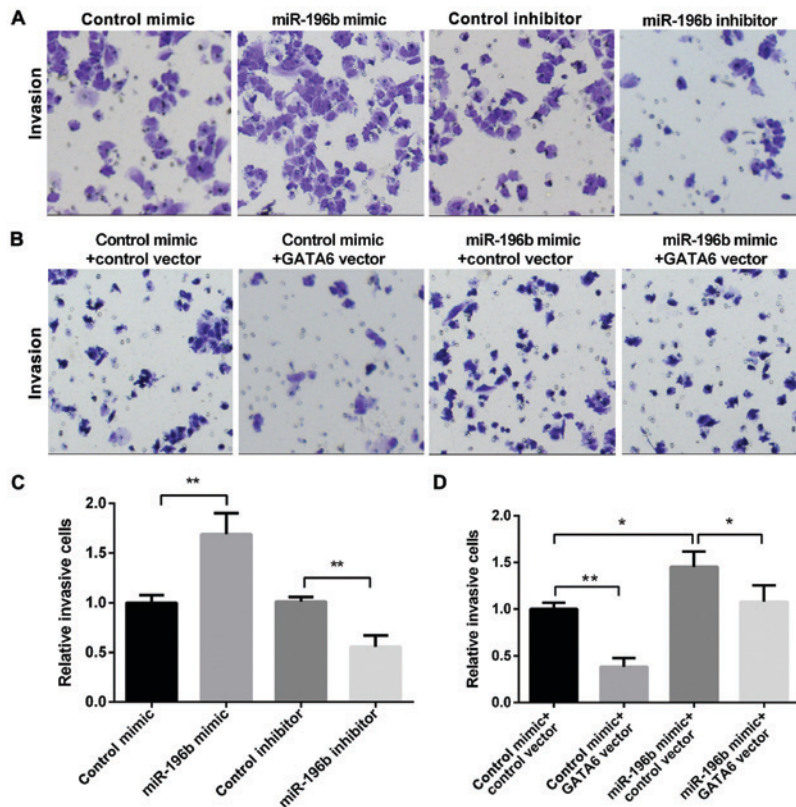 A
Control mimic
miR-196b mimic
Control inhibitor
miR-196b inhibitor
Invasion
B
Control mimic
+control vector
Control mimic
+GATA6 vector
miR-196b mimic
+control vector
miR-196b mimic
+GATA6 vector
Invasion
C
Relative invasive cells
2.0
1.5
1.0
0.5
0.0
**
**
Control mimic
miR-196b mimic
Control inhibitor
miR-196b inhibitor
D
Relative invasive cells
2.0
1.5
1.0
0.5
0.0
*
*
**
Control mimic+
control vector
Control mimic+
GATA6 vector
miR-196b mimic+
control vector
miR-196b mimic+
GATA6 vector